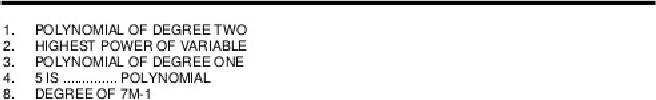 1. POLYNOMIAL OF DEGREE TWO
2. HIGHEST POWER OF VARIABLE
3. POLYNOMIAL OF DEGREE ONE
4. 5 IS .............. POLYNOMIAL
8. DEGREE OF 7M-1